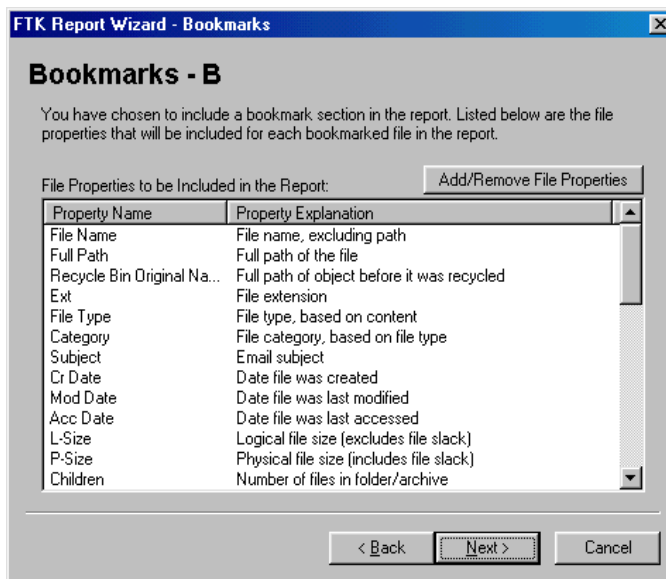 FTK Report Wizard - Bookmarks
Bookmarks - B
You have chosen to include a bookmark section in the report. Listed below are the file
properties that will be included for each bookmarked file in the report.
File Properties to be Included in the Report:
Add/Remove File Properties
Property Name Property Explanation
File Name File name, excluding path
Full Path Full path of the file
Recycle Bin Original Na... Full path of object before it was recycled
Ext File extension
File Type File type, based on content
Category File category, based on file type
Subject Email subject
Cr Date Date file was created
Mod Date Date file was last modified
Acc Date Date file was last accessed
L-Size Logical file size (excludes file slack)
P-Size Physical file size (includes file slack)
Children Number of files in folder/archive
< Back Next > Cancel